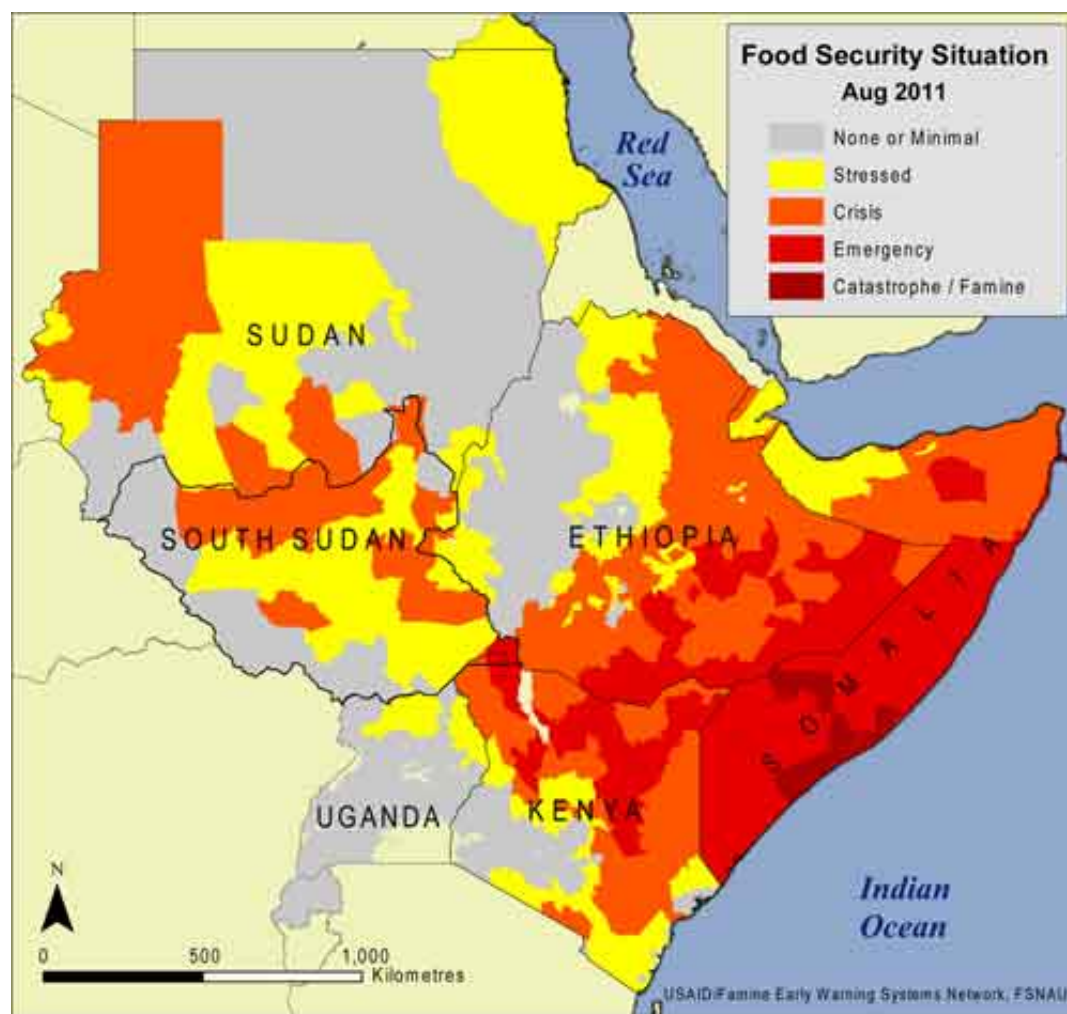 Food Security Situation
Aug 2011
None or Minimal
Stressed
Crisis
Emergency
Catastrophe / Famine
Red
Sea
SUDAN
SOUTH SUDAN
ETHIOPIA
SOMALIA
UGANDA
KENYA
Indian
Ocean
N
0 500 1,000
Kilometres
USAID/Famine Early Warning Systems Network, FSNAU